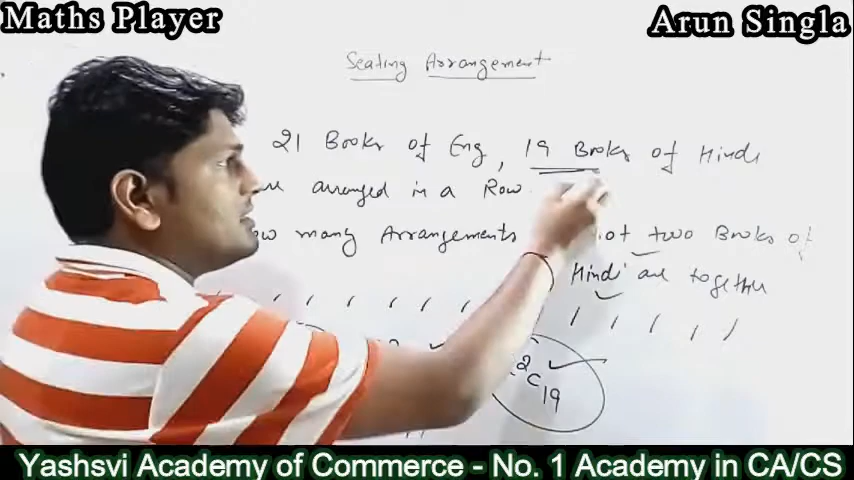 Maths Player
Arun Singla
Seating Arrangement
21 Books of Eng, 19 Books of Hindi
arranged in a Row
many Arrangements two Books of
Hindi are together
C 19
Yashsvi Academy of Commerce - No. 1 Academy in CA/CS